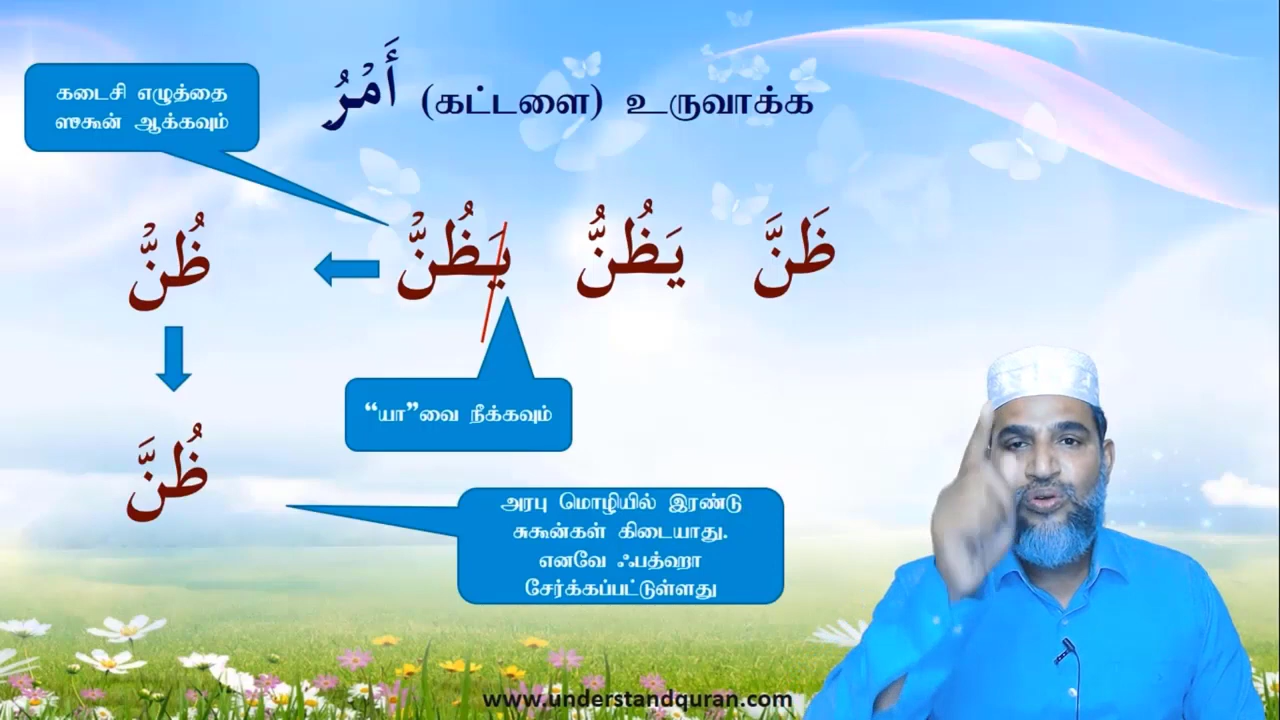 أَمْرُ (கட்டளை) உருவாக்க
கடைசி எழுத்தை
ஸுகூன் ஆக்கவும்
ظَنَّ يَظُنُّ يَظُنّْ ظُنّْ
“யா”வை நீக்கவும்
ظُنَّ
அரபு மொழியில் இரண்டு
சுகூன்கள் கிடையாது.
எனவே ஃபத்ஹா
சேர்க்கப்பட்டுள்ளது
www.understandquran.com